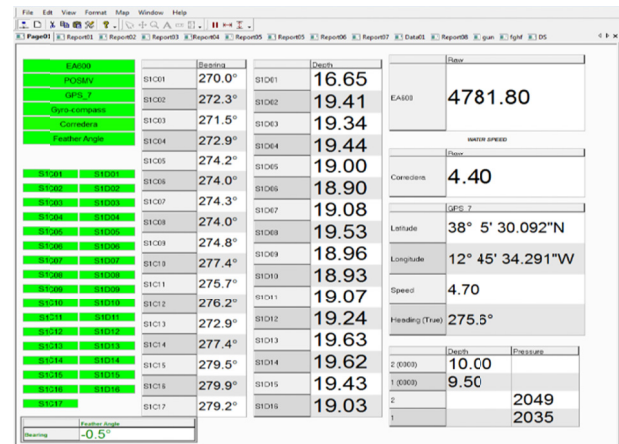 File Edt View Format Map Window Help
Page01 Report01 Report02 Report03 Report04 Report05 Report05 Report06 Report07 Data01 Report08 gun fghf DS
EA600
POSMV
GPS_7
Gyro-compass
Corredera
Feather Angle
S1C01 S1D01
S1C02 S1D02
S1C03 S1D03
S1C04 S1D04
S1C05 S1D05
S1C06 S1D06
S1C07 S1D07
S1C08 S1D08
S1C09 S1D09
S1C10 S1D10
S1C11 S1D11
S1C12 S1D12
S1C13 S1D13
S1C14 S1D14
S1C15 S1D15
S1C16 S1D16
S1C17
Feather Angle
Bearing -0.5°
Bearing
S1C01 270.0°
S1C02 272.3°
S1C03 271.5°
S1C04 272.9°
S1C05 274.2°
S1C06 274.0°
S1C07 274.3°
S1C08 274.0°
S1C09 274.8°
S1C10 277.4°
S1C11 275.7°
S1C12 276.2°
S1C13 272.9°
S1C14 277.4°
S1C15 279.5°
S1C16 279.9°
S1C17 279.2°
Depth
S1D01 16.65
S1D02 19.41
S1D03 19.34
S1D04 19.44
S1D05 19.00
S1D06 18.90
S1D07 19.08
S1D08 19.53
S1D09 18.96
S1D10 18.93
S1D11 19.07
S1D12 19.24
S1D13 19.63
S1D14 19.62
S1D15 19.43
S1D16 19.03
Raw
EA600 4781.80
WATER SPEED
Raw
Corredera 4.40
GPS_7
Latitude 38° 5' 30.092"N
Longitude 12° 45' 34.291"W
Speed 4.70
Heading (True) 275.6°
Depth Pressure
2 (0303) 10.00
1 (0303) 9.50
2 2049
1 2035